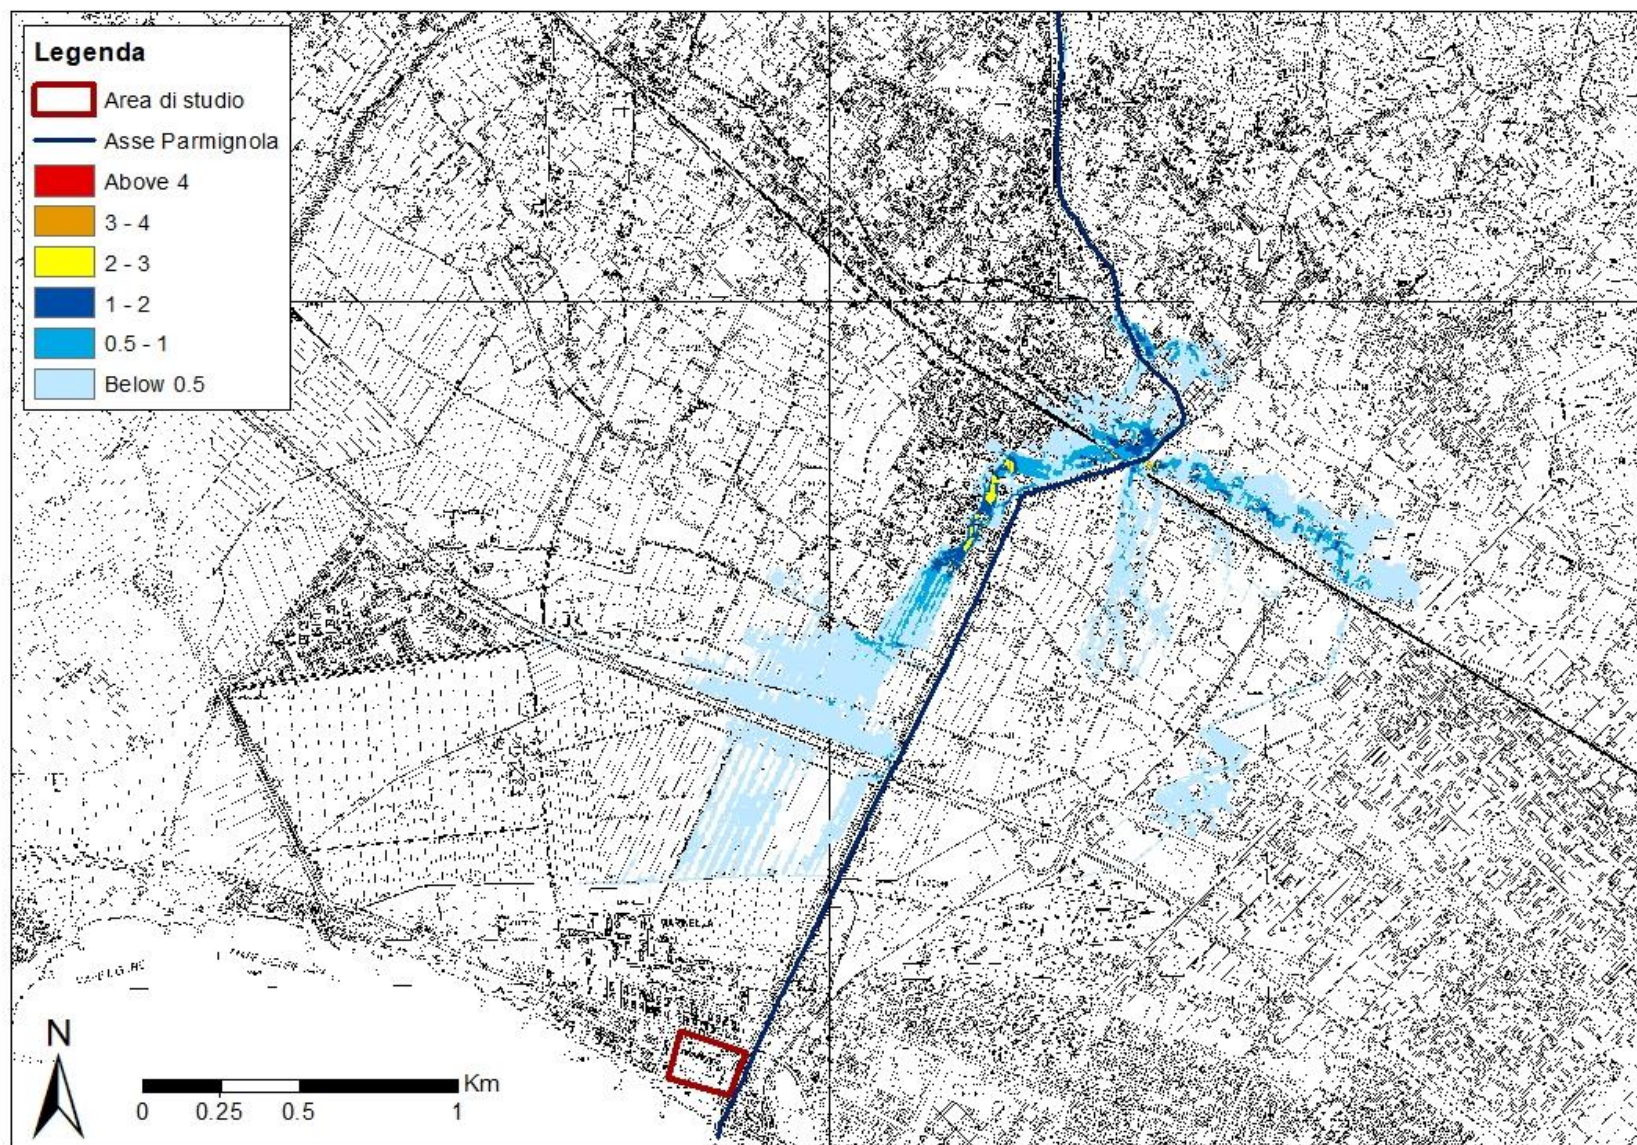 Legenda
Area di studio
Asse Parmignola
Above 4
3 - 4
2 - 3
1 - 2
0.5 - 1
Below 0.5
N
Km
0 0.25 0.5 1